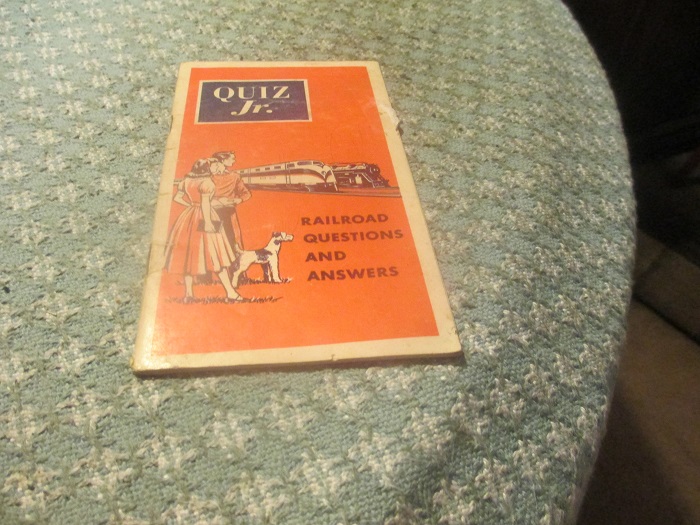 QUIZ
Jr.
RAILROAD
QUESTIONS
AND
ANSWERS